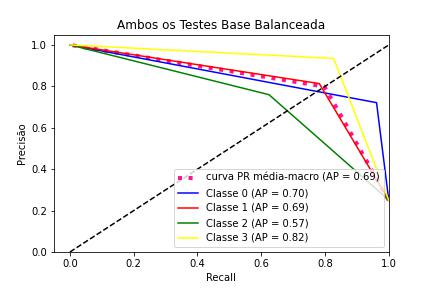 Ambos os Testes Base Balanceada
1.0
0.8
0.6
0.4
0.2
0.0
Precisão
curva PR média-macro (AP = 0.69)
Classe 0 (AP = 0.70)
Classe 1 (AP = 0.69)
Classe 2 (AP = 0.57)
Classe 3 (AP = 0.82)
0.0 0.2 0.4 0.6 0.8 1.0
Recall